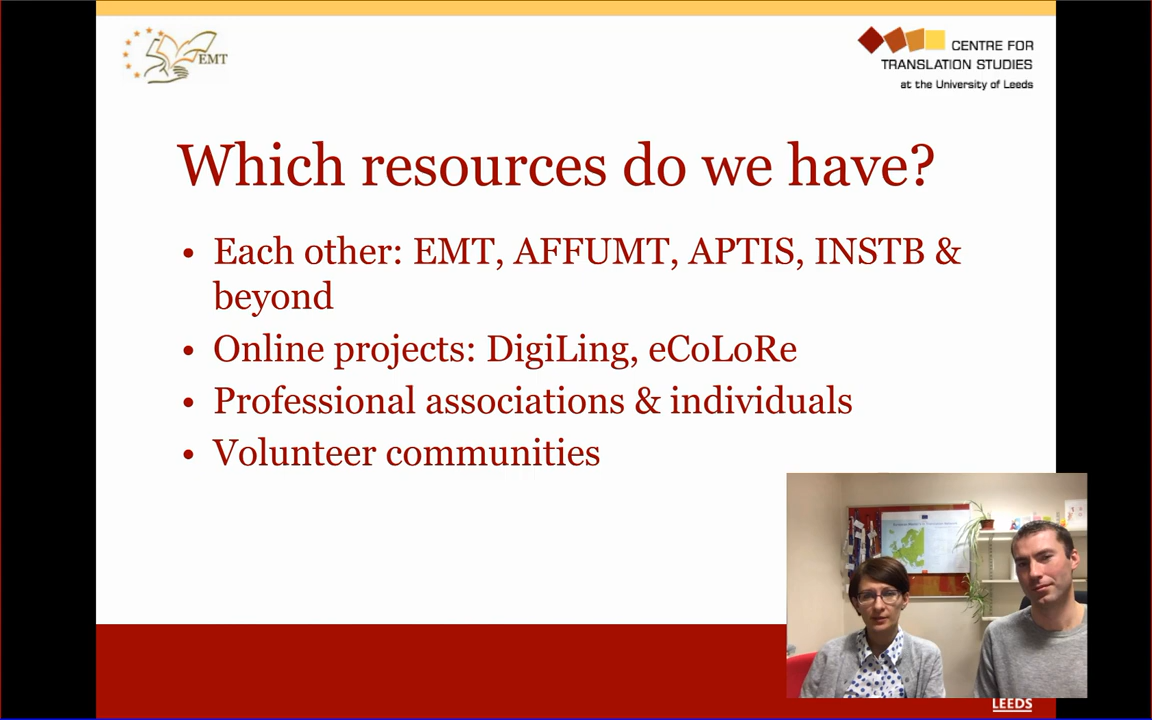 EMT
CENTRE FOR
TRANSLATION STUDIES
at the University of Leeds
Which resources do we have?
• Each other: EMT, AFFUMT, APTIS, INSTB &
beyond
• Online projects: DigiLing, eCoLoRe
• Professional associations & individuals
• Volunteer communities
LEEDS